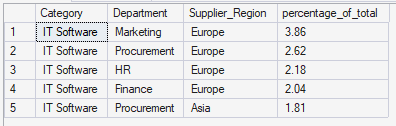 Category Department Supplier_Region percentage_of_total
1 IT Software Marketing Europe 3.86
2 IT Software Procurement Europe 2.62
3 IT Software HR Europe 2.18
4 IT Software Finance Europe 2.04
5 IT Software Procurement Asia 1.81